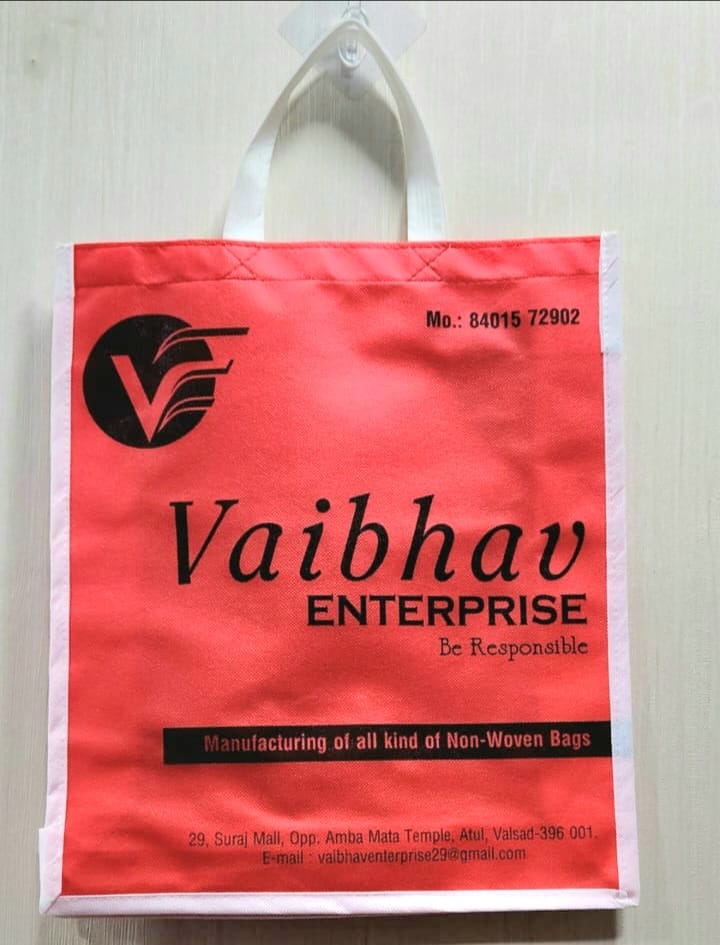 Mo.: 84015 72902
Vaibhav
ENTERPRISE
Be Responsible
Manufacturing of all kind of Non-Woven Bags
29, Suraj Mall, Opp. Amba Mata Temple, Atul, Valsad-396 001.
E-mail : vaibhaventerprise29@gmail.com